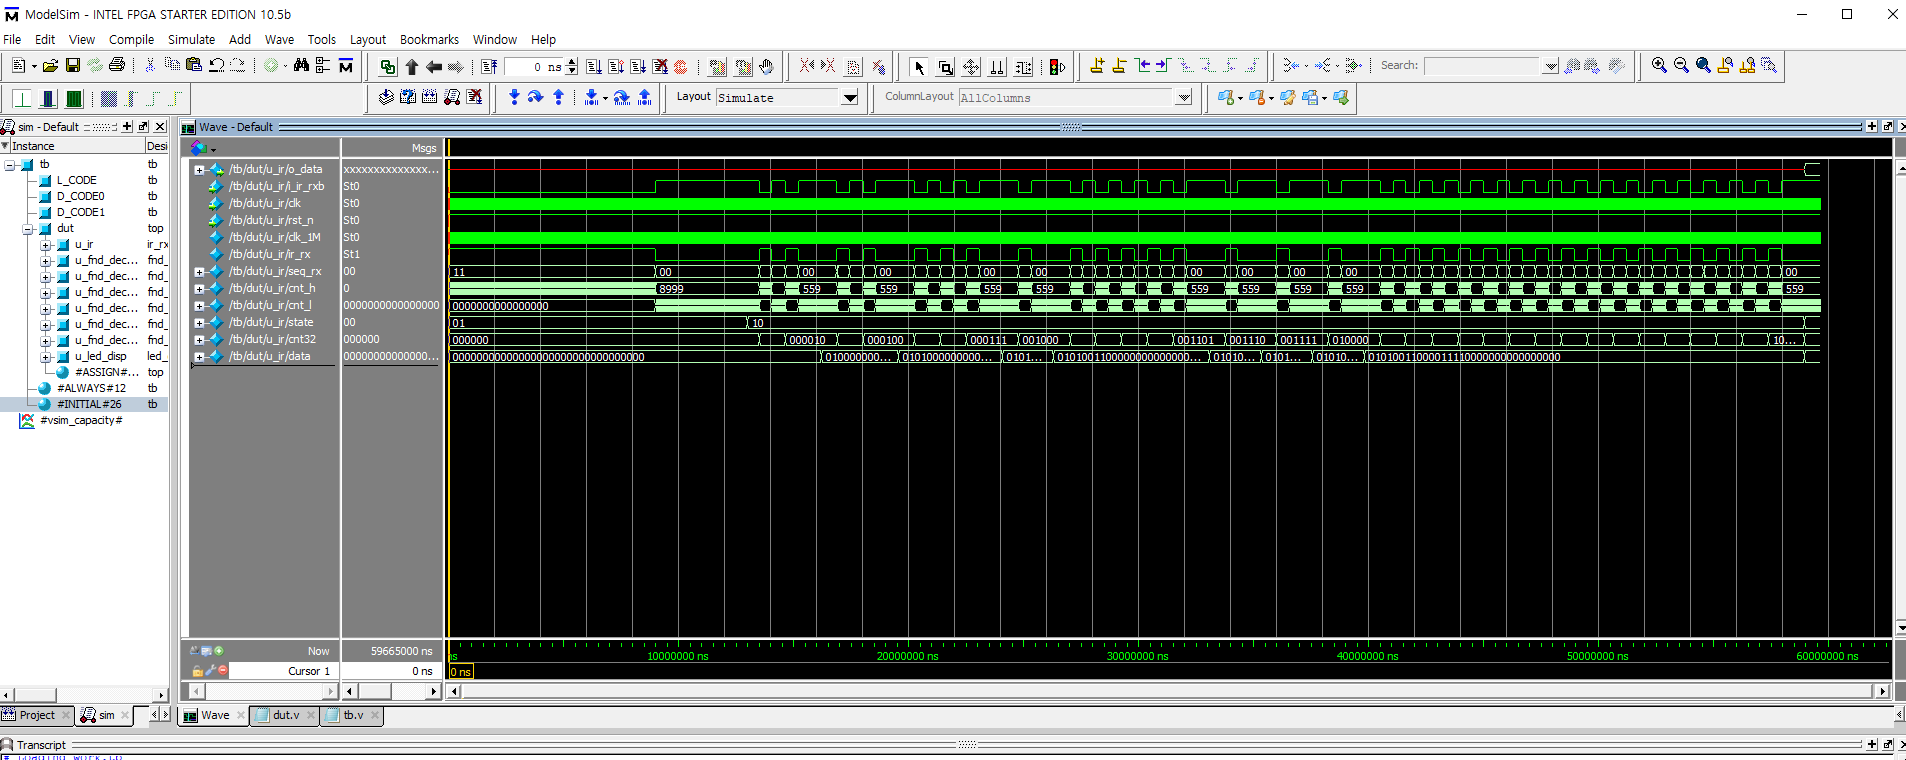 ModelSim - INTEL FPGA STARTER EDITION 10.5b
File Edit View Compile Simulate Add Wave Tools Layout Bookmarks Window Help
0 ns
Search:
Layout Simulate
ColumnLayout AllColumns
sim - Default
Wave - Default
Instance Desi
Msgs
tb tb
L_CODE tb
D_CODE0 tb
D_CODE1 tb
dut top
u_ir ir_rx
u_fnd_dec... fnd_
u_fnd_dec... fnd_
u_fnd_dec... fnd_
u_fnd_dec... fnd_
u_fnd_dec... fnd_
u_fnd_dec... fnd_
u_led_disp led_
#ASSIGN#... top
#ALWAYS#12 tb
#INITIAL#26 tb
#vsim_capacity#
/tb/dut/u_ir/o_data xxxxxxxxxxxxxx...
/tb/dut/u_ir/i_ir_rxb St0
/tb/dut/u_ir/clk St0
/tb/dut/u_ir/rst_n St0
/tb/dut/u_ir/clk_1M St0
/tb/dut/u_ir/ir_rx St1
/tb/dut/u_ir/seq_rx 00 11 00 00 00 00 00 00 00 00 00 00
/tb/dut/u_ir/cnt_h 0 8999 559 559 559 559 559 559 559 559 559
/tb/dut/u_ir/cnt_l 0000000000000000 0000000000000000
/tb/dut/u_ir/state 00 01 10
/tb/dut/u_ir/cnt32 000000 000000 000010 000100 000111 001000 001101 001110 001111 010000 10...
/tb/dut/u_ir/data 00000000000000... 00000000000000000000000000000000 010000000... 0101000000000... 0101... 01010011000000000000000... 01010... 0101... 01010... 01010011000011110000000000000000
Now 59665000 ns
ns 10000000 ns 20000000 ns 30000000 ns 40000000 ns 50000000 ns 60000000 ns
Cursor 1 0 ns 0 ns
Project sim
Wave dut.v tb.v
Transcript
# Loading work.tb